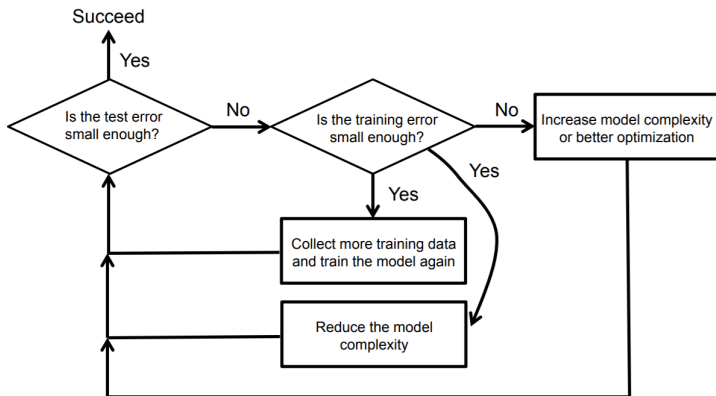 Succeed
Yes
Is the test error
small enough?
No
Is the training error
small enough?
No
Increase model complexity
or better optimization
Yes
Yes
Collect more training data
and train the model again
Reduce the model
complexity